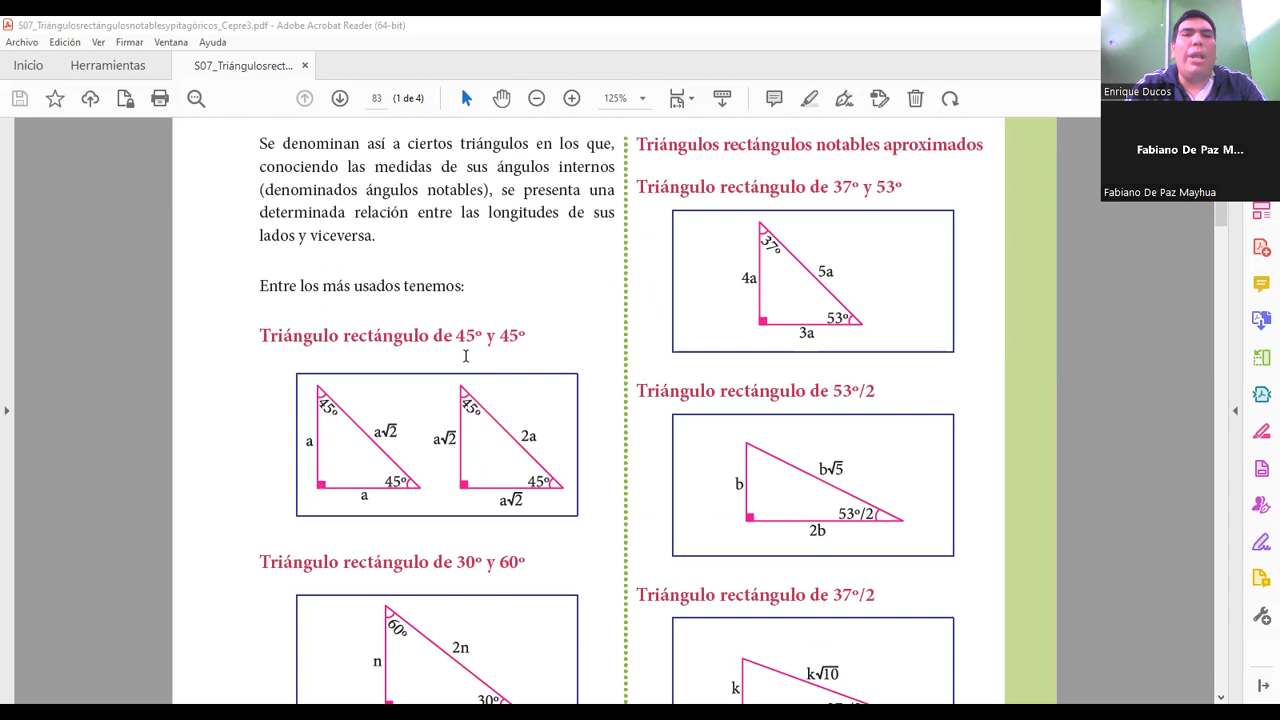 S07_Triángulosrectángulosnotablesypitagóricos_Cepre3.pdf - Adobe Acrobat Reader (64-bit)
Archivo Edición Ver Firmar Ventana Ayuda
Inicio Herramientas S07_Triángulosrect... ×
83 (1 de 4) 125%
Enrique Ducos
Fabiano De Paz M...
Fabiano De Paz Mayhua
Se denominan así a ciertos triángulos en los que,
conociendo las medidas de sus ángulos internos
(denominados ángulos notables), se presenta una
determinada relación entre las longitudes de sus
lados y viceversa.
Entre los más usados tenemos:
Triángulo rectángulo de 45º y 45º
45º
a
a√2
45º
a
45º
a√2
2a
45º
a√2
Triángulo rectángulo de 30º y 60º
60º
n
2n
30º
Triángulos rectángulos notables aproximados
Triángulo rectángulo de 37º y 53º
37º
4a
5a
53º
3a
Triángulo rectángulo de 53º/2
b
b√5
53º/2
2b
Triángulo rectángulo de 37º/2
k
k√10